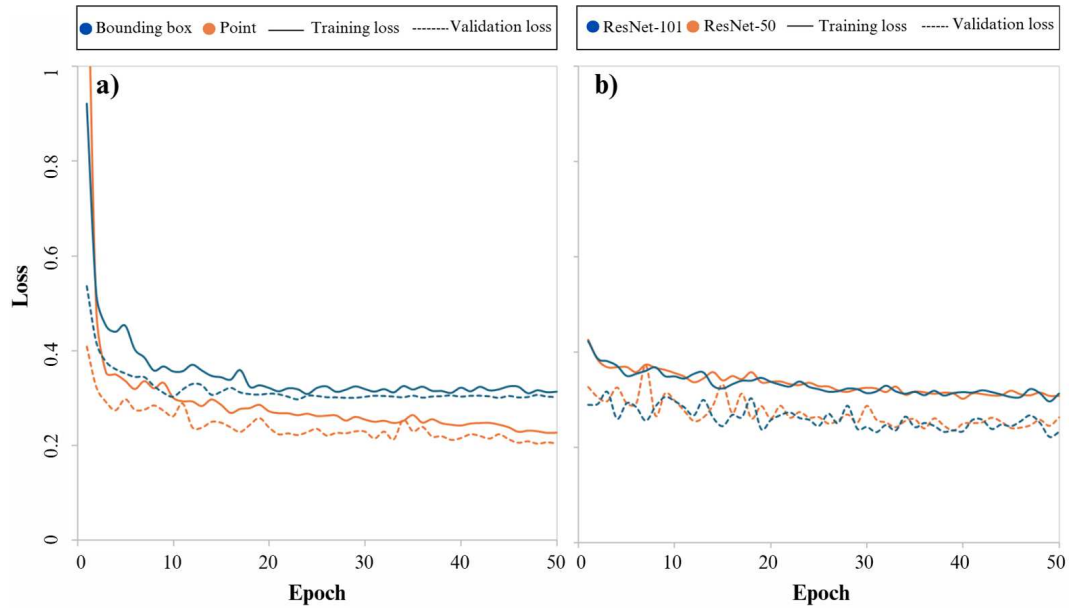 Bounding box Point Training loss Validation loss
ResNet-101 ResNet-50 Training loss Validation loss
a)
b)
1
0.8
0.6
0.4
0.2
0
Loss
0 10 20 30 40 50
0 10 20 30 40 50
Epoch
Epoch